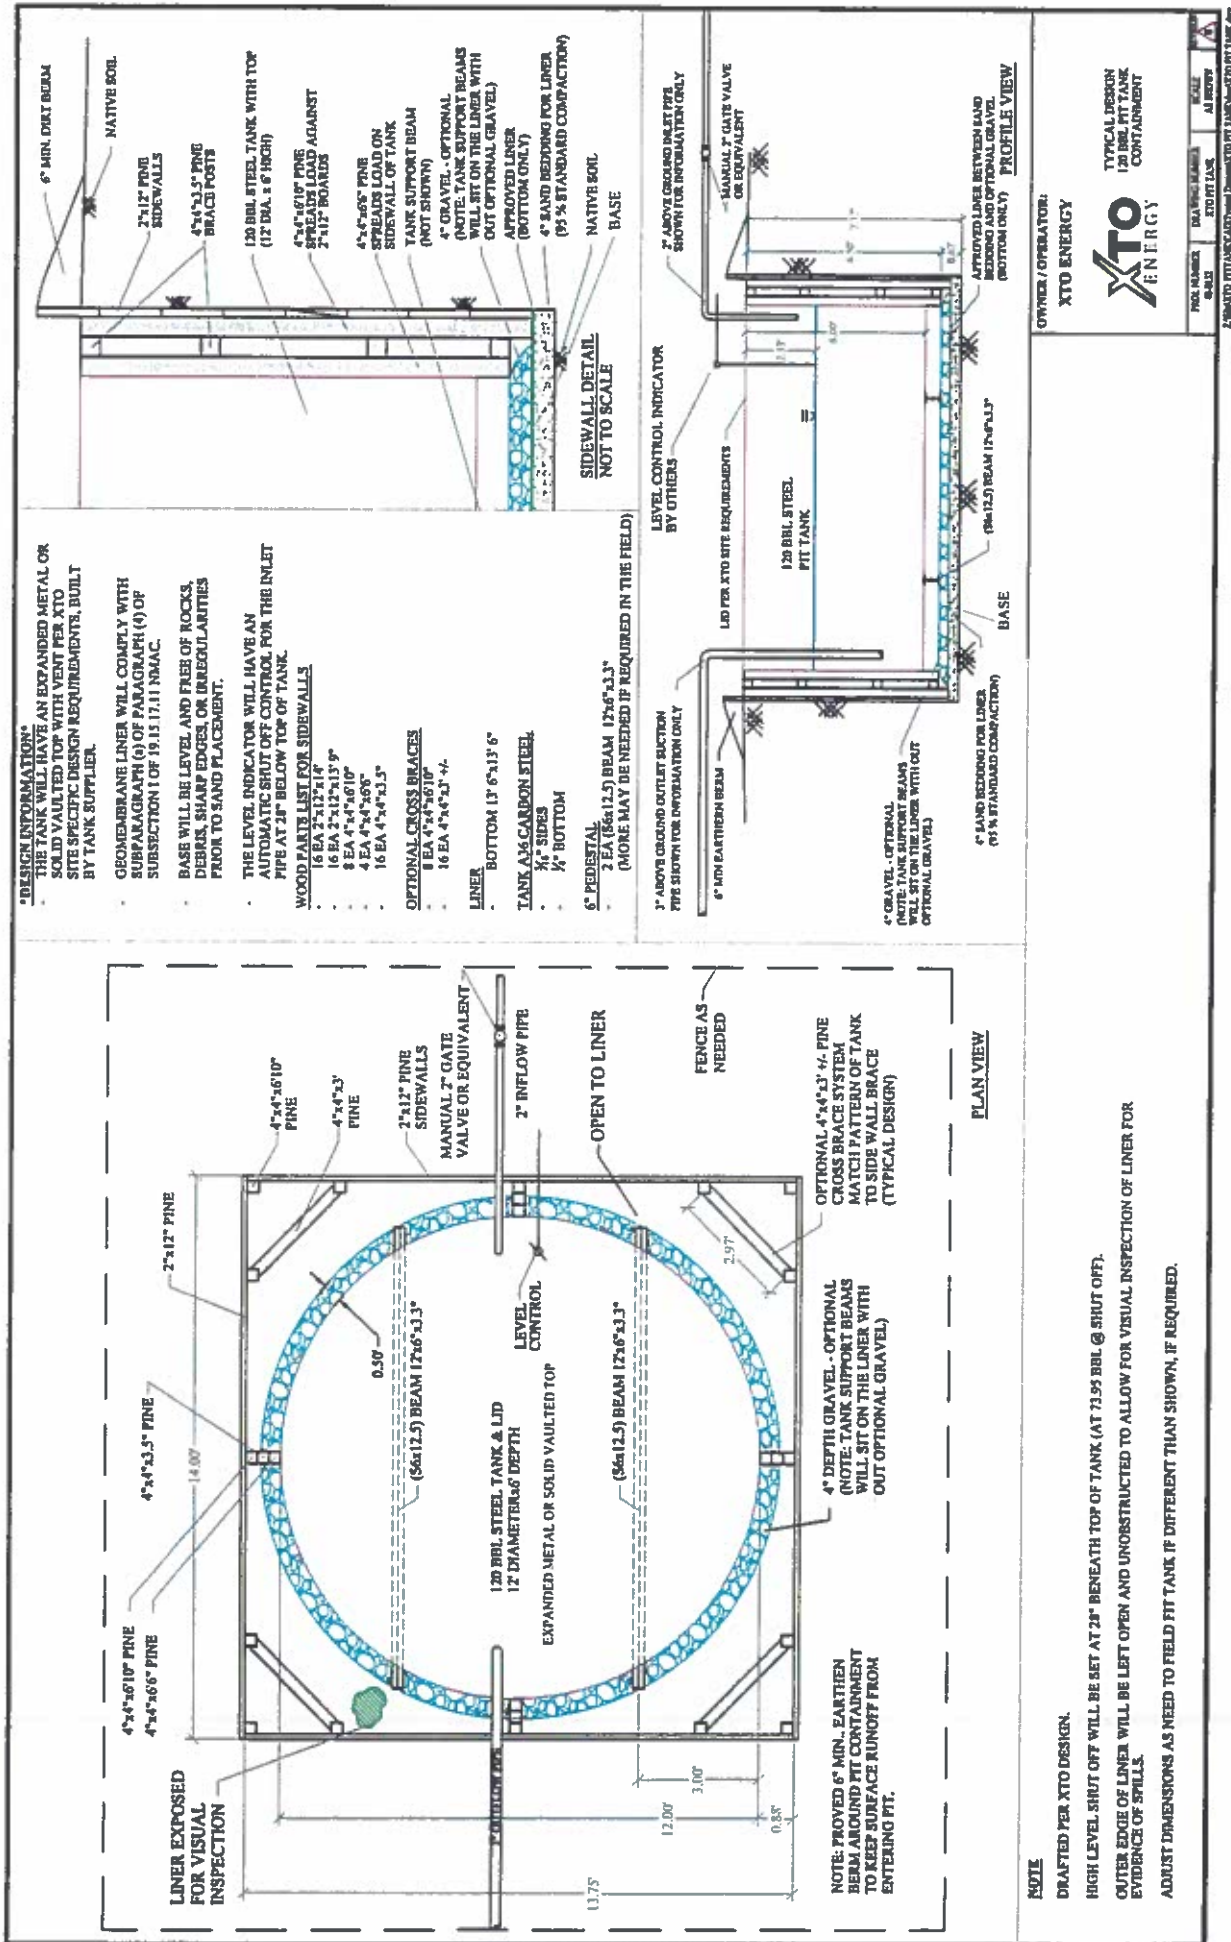 *DESIGN INFORMATION*
- THE TANK WILL HAVE AN EXPANDED METAL OR
SOLID VAULTED TOP WITH VENT PER XTO
SITE SPECIFIC DESIGN REQUIREMENTS, BUILT
BY TANK SUPPLIER.
- GEOMEMBRANE LINER WILL COMPLY WITH
SUBPARAGRAPH (a) OF PARAGRAPH (4) OF
SUBSECTION I OF 19.15.17.11 NMAC.
- BASE WILL BE LEVEL AND FREE OF ROCKS,
DEBRIS, SHARP EDGES, OR IRREGULARITIES
PRIOR TO SAND PLACEMENT.
- THE LEVEL INDICATOR WILL HAVE AN
AUTOMATIC SHUT OFF CONTROL FOR THE INLET
PIPE AT 28" BELOW TOP OF TANK.
WOOD PARTS LIST FOR SIDEWALLS
- 16 EA 2"x12"x14'
- 16 EA 2"x12"x13' 9"
- 8 EA 4"x4"x6'10"
- 4 EA 4"x4"x6'6"
- 16 EA 4"x4"x3.5"
OPTIONAL CROSS BRACES
- 8 EA 4"x4"x6'10"
- 16 EA 4"x4"x3' +/-
LINER
- BOTTOM 13' 6"x13' 6"
TANK A36 CARBON STEEL
- 3/16" SIDES
- 1/4" BOTTOM
6" PEDESTAL
- 2 EA (S6x12.5) BEAM 12'x6"x3.3"
(MORE MAY BE NEEDED IF REQUIRED IN THE FIELD)
6" MIN. DIRT BERM
NATIVE SOIL
2"x12" PINE
SIDEWALLS
4"x4"x3.5" PINE
BRACE POSTS
120 BBL STEEL TANK WITH TOP
(12' DIA. x 6' HIGH)
4"x4"x6'10" PINE
SPREADS LOAD AGAINST
2"x12" BOARDS
4"x4"x6'6" PINE
SPREADS LOAD ON
SIDEWALL OF TANK
TANK SUPPORT BEAM
(NOT SHOWN)
4" GRAVEL - OPTIONAL
(NOTE: TANK SUPPORT BEAMS
WILL SIT ON THE LINER WITH
OUT OPTIONAL GRAVEL)
APPROVED LINER
(BOTTOM ONLY)
4" SAND BEDDING FOR LINER
(95 % STANDARD COMPACTION)
NATIVE SOIL
BASE
SIDEWALL DETAIL
NOT TO SCALE
LINER EXPOSED
FOR VISUAL
INSPECTION
4"x4"x6'10" PINE
4"x4"x6'6" PINE
4"x4"x3.5" PINE
14.00'
2"x12" PINE
4"x4"x6'10"
PINE
4"x4"x3'
PINE
2"x12" PINE
SIDEWALLS
MANUAL 2" GATE
VALVE OR EQUIVALENT
2" INFLOW PIPE
OPEN TO LINER
FENCE AS
NEEDED
0.50'
(S6x12.5) BEAM 12'x6"x3.3"
120 BBL STEEL TANK & LID
12' DIAMETERx6' DEPTH
EXPANDED METAL OR SOLID VAULTED TOP
LEVEL
CONTROL
(S6x12.5) BEAM 12'x6"x3.3"
2.97'
13.75'
12.00'
3.00'
0.88'
NOTE: PROVED 6" MIN., EARTHEN
BERM AROUND PIT CONTAINMENT
TO KEEP SURFACE RUNOFF FROM
ENTERING PIT.
4" DEPTH GRAVEL - OPTIONAL
(NOTE: TANK SUPPORT BEAMS
WILL SIT ON THE LINER WITH
OUT OPTIONAL GRAVEL)
OPTIONAL 4"x4"x3' +/- PINE
CROSS BRACE SYSTEM
MATCH PATTERN OF TANK
TO SIDE WALL BRACE
(TYPICAL DESIGN)
PLAN VIEW
3" ABOVE GROUND OUTLET SUCTION
PIPE SHOWN FOR INFORMATION ONLY
6" MIN EARTHERN BERM
4" GRAVEL - OPTIONAL
(NOTE: TANK SUPPORT BEAMS
WILL SIT ON THE LINER WITH OUT
OPTIONAL GRAVEL)
4" SAND BEDDING FOR LINER
(95 % STANDARD COMPACTION)
BASE
(S6x12.5) BEAM 12'x6"x3.3"
LID PER XTO SITE REQUIREMENTS
120 BBL STEEL
PIT TANK
LEVEL CONTROL INDICATOR
BY OTHERS
2" ABOVE GROUND INLET PIPE
SHOWN FOR INFORMATION ONLY
MANUAL 2" GATE VALVE
OR EQUIVALENT
6.00'
APPROVED LINER BETWEEN SAND
BEDDING AND OPTIONAL GRAVEL
(BOTTOM ONLY)
PROFILE VIEW
NOTE
DRAFTED PER XTO DESIGN.
HIGH LEVEL SHUT OFF WILL BE SET AT 28" BENEATH TOP OF TANK (AT 73.95 BBL @ SHUT OFF).
OUTER EDGE OF LINER WILL BE LEFT OPEN AND UNOBSTRUCTED TO ALLOW FOR VISUAL INSPECTION OF LINER FOR
EVIDENCE OF SPILLS.
ADJUST DIMENSIONS AS NEED TO FIELD FIT TANK IF DIFFERENT THAN SHOWN, IF REQUIRED.
OWNER / OPERATOR:
XTO ENERGY
XTO
ENERGY
TYPICAL DESIGN
120 BBL PIT TANK
CONTAINMENT
PROJ. NUMBER
DRAWING NUMBER
XTO PIT TANK
SCALE
AS SHOWN